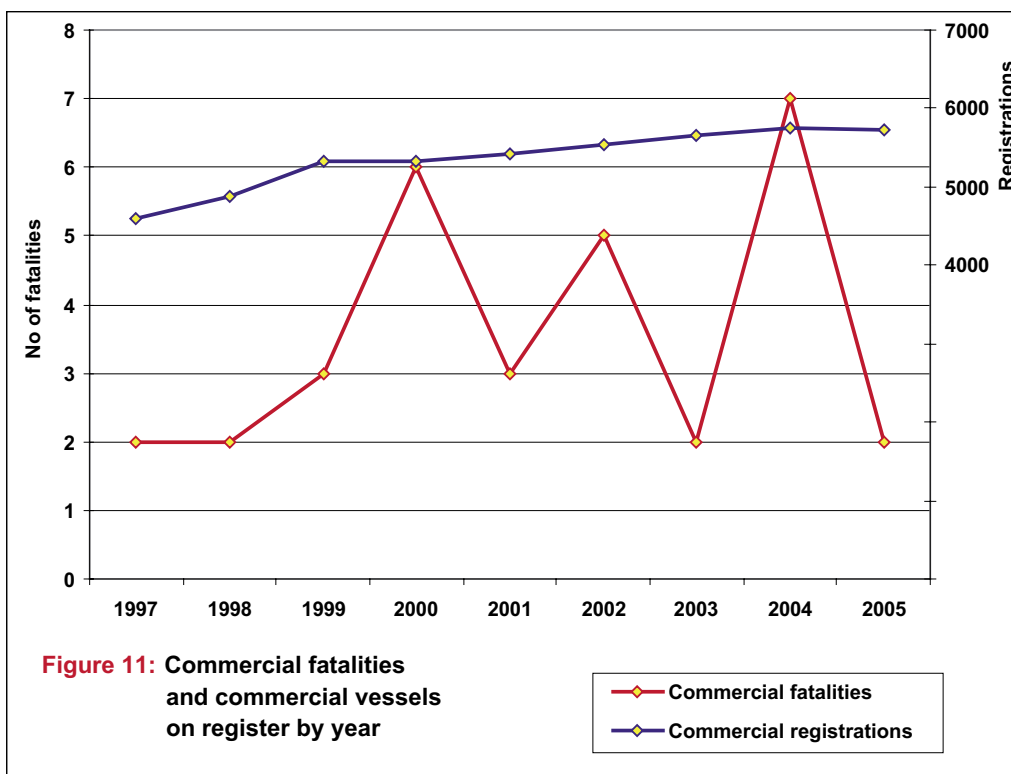 8
7
6
5
4
3
2
1
0
No of fatalities
7000
6000
5000
4000
Registrations
1997 1998 1999 2000 2001 2002 2003 2004 2005
Figure 11: Commercial fatalities
and commercial vessels
on register by year
Commercial fatalities
Commercial registrations